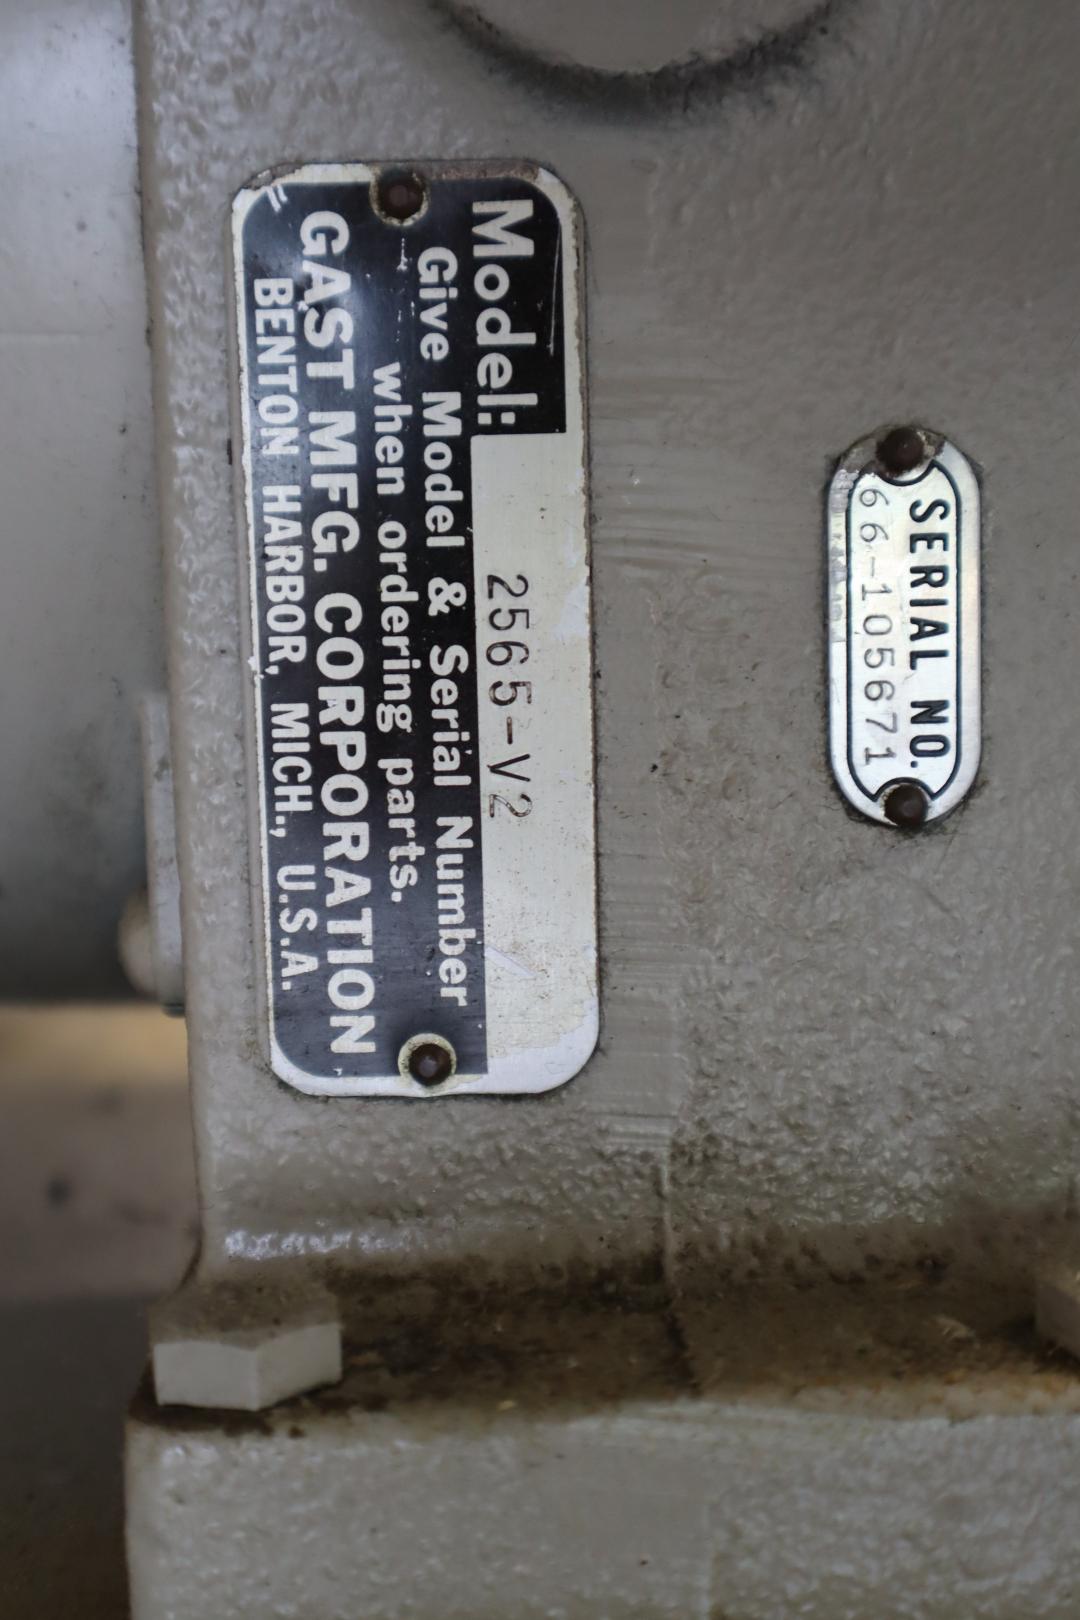 Model: 2565-V2
Give Model & Serial Number
when ordering parts.
GAST MFG. CORPORATION
BENTON HARBOR, MICH., U.S.A.
SERIAL NO.
66-105671